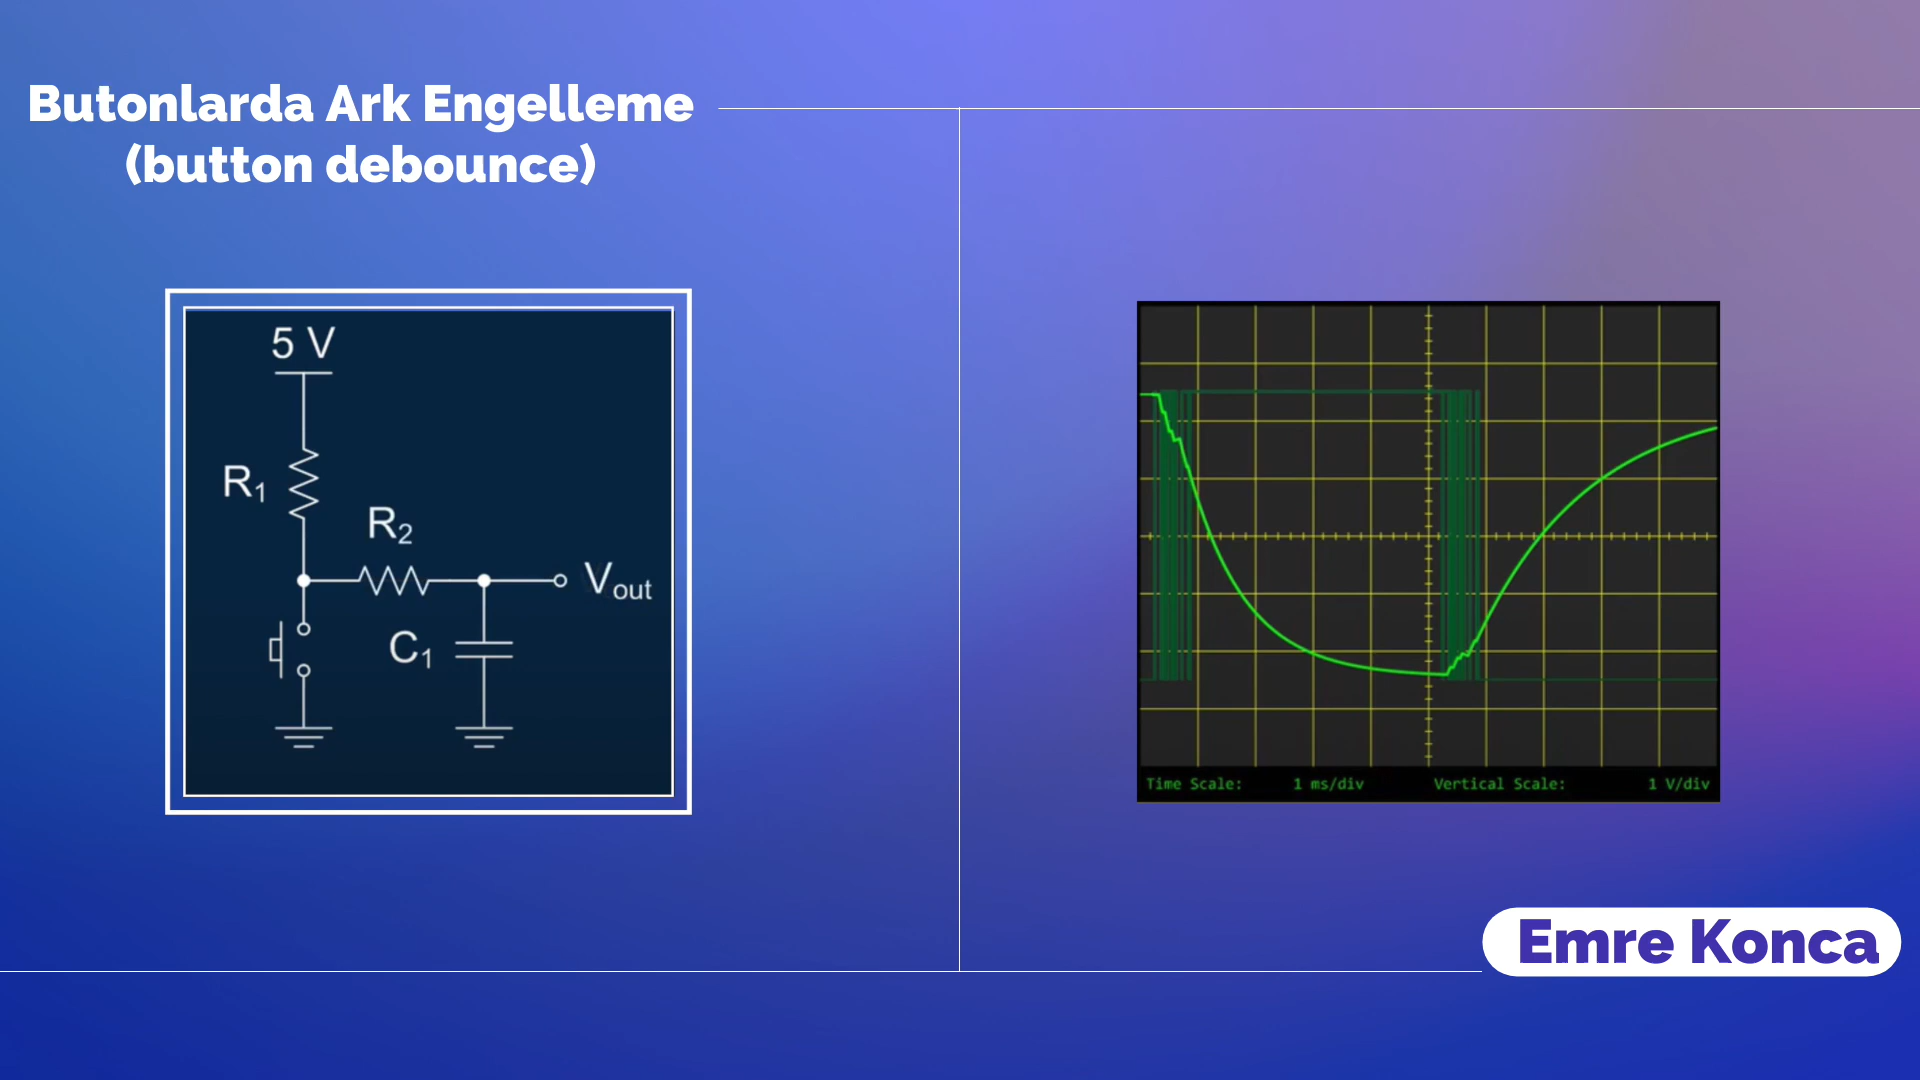 Butonlarda Ark Engelleme
(button debounce)
5 V
R1
R2
Vout
C1
Time Scale: 1 ms/div Vertical Scale: 1 V/div
Emre Konca